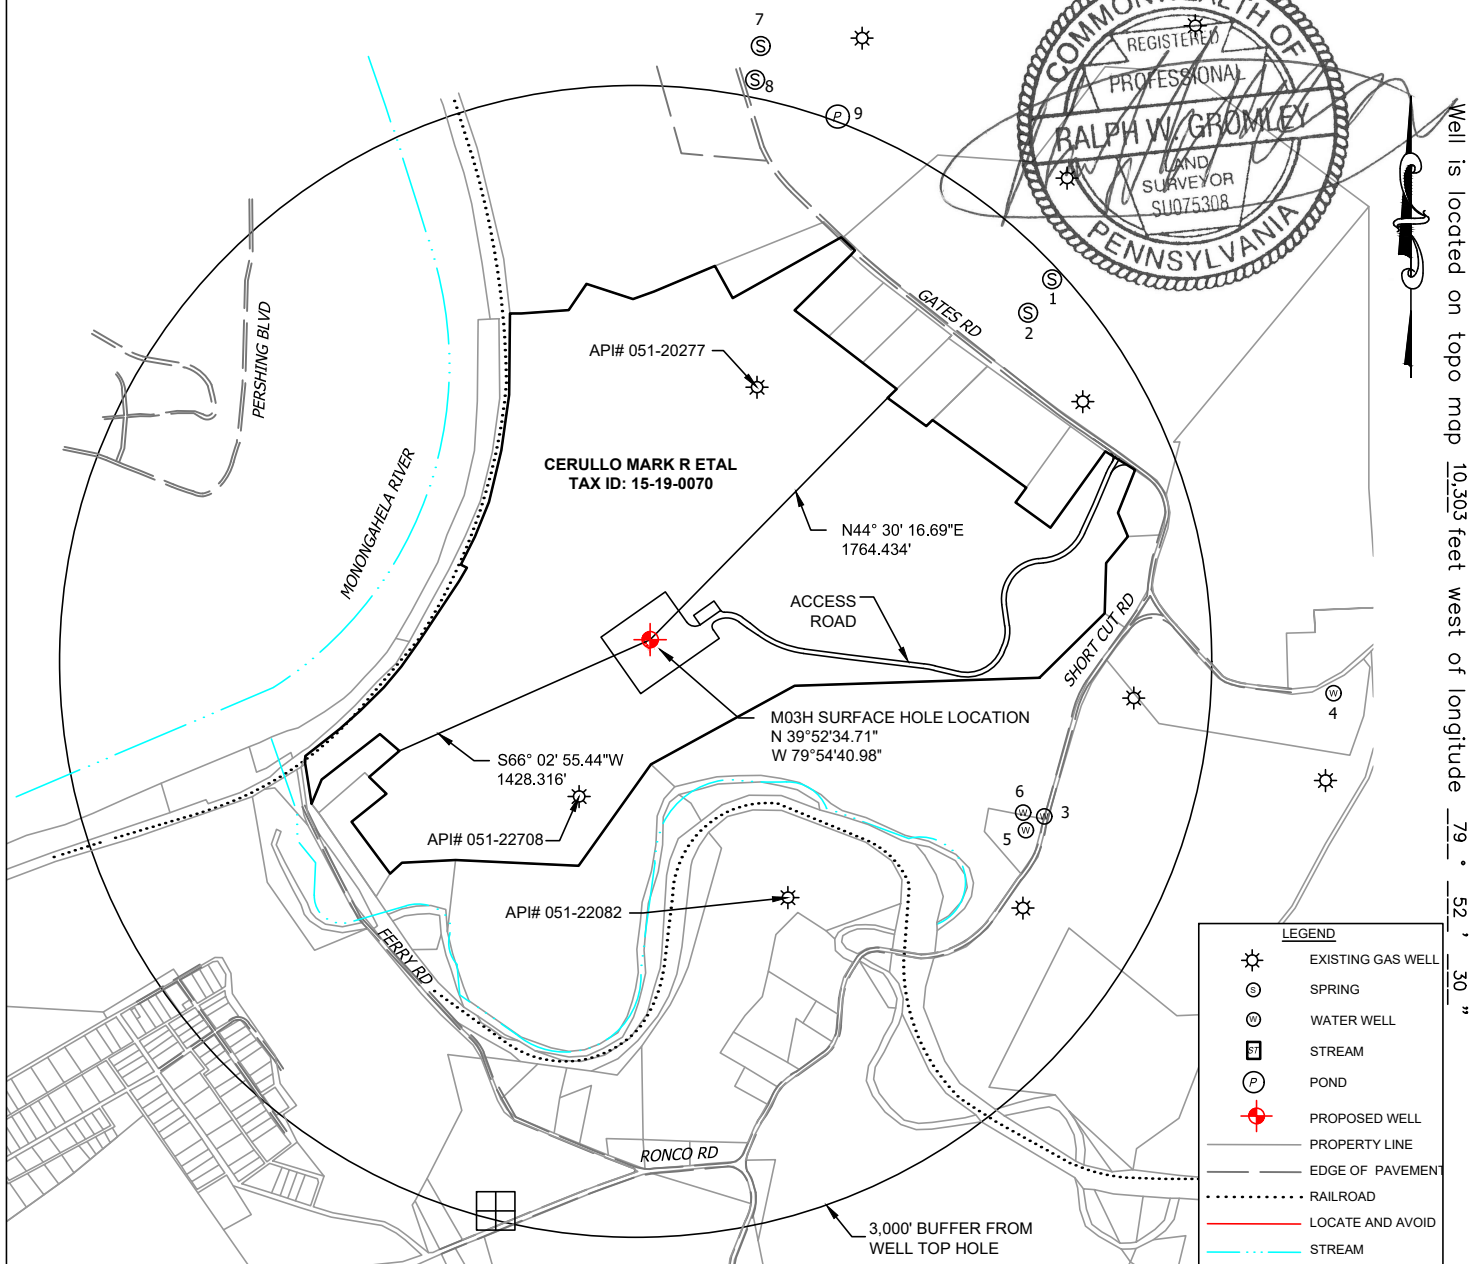 7
S
S
8
P
9
COMMONWEALTH OF
REGISTERED
PROFESSIONAL
RALPH W. GROMLEY
LAND
SURVEYOR
SU075308
PENNSYLVANIA
S
1
S
2
GATES RD
PERSHING BLVD
API# 051-20277
MONONGAHELA RIVER
CERULLO MARK R ETAL
TAX ID: 15-19-0070
N44° 30' 16.69"E
1764.434'
ACCESS
ROAD
SHORT CUT RD
W
4
M03H SURFACE HOLE LOCATION
N 39°52'34.71"
W 79°54'40.98"
S66° 02' 55.44"W
1428.316'
API# 051-22708
6
W
W
3
5
W
API# 051-22082
FERRY RD
RONCO RD
3,000' BUFFER FROM
WELL TOP HOLE
Well is located on topo map 10,303 feet west of longitude 79 ° 52 ' 30 "
LEGEND
EXISTING GAS WELL
S SPRING
W WATER WELL
ST STREAM
P POND
PROPOSED WELL
PROPERTY LINE
EDGE OF PAVEMENT
RAILROAD
LOCATE AND AVOID
STREAM